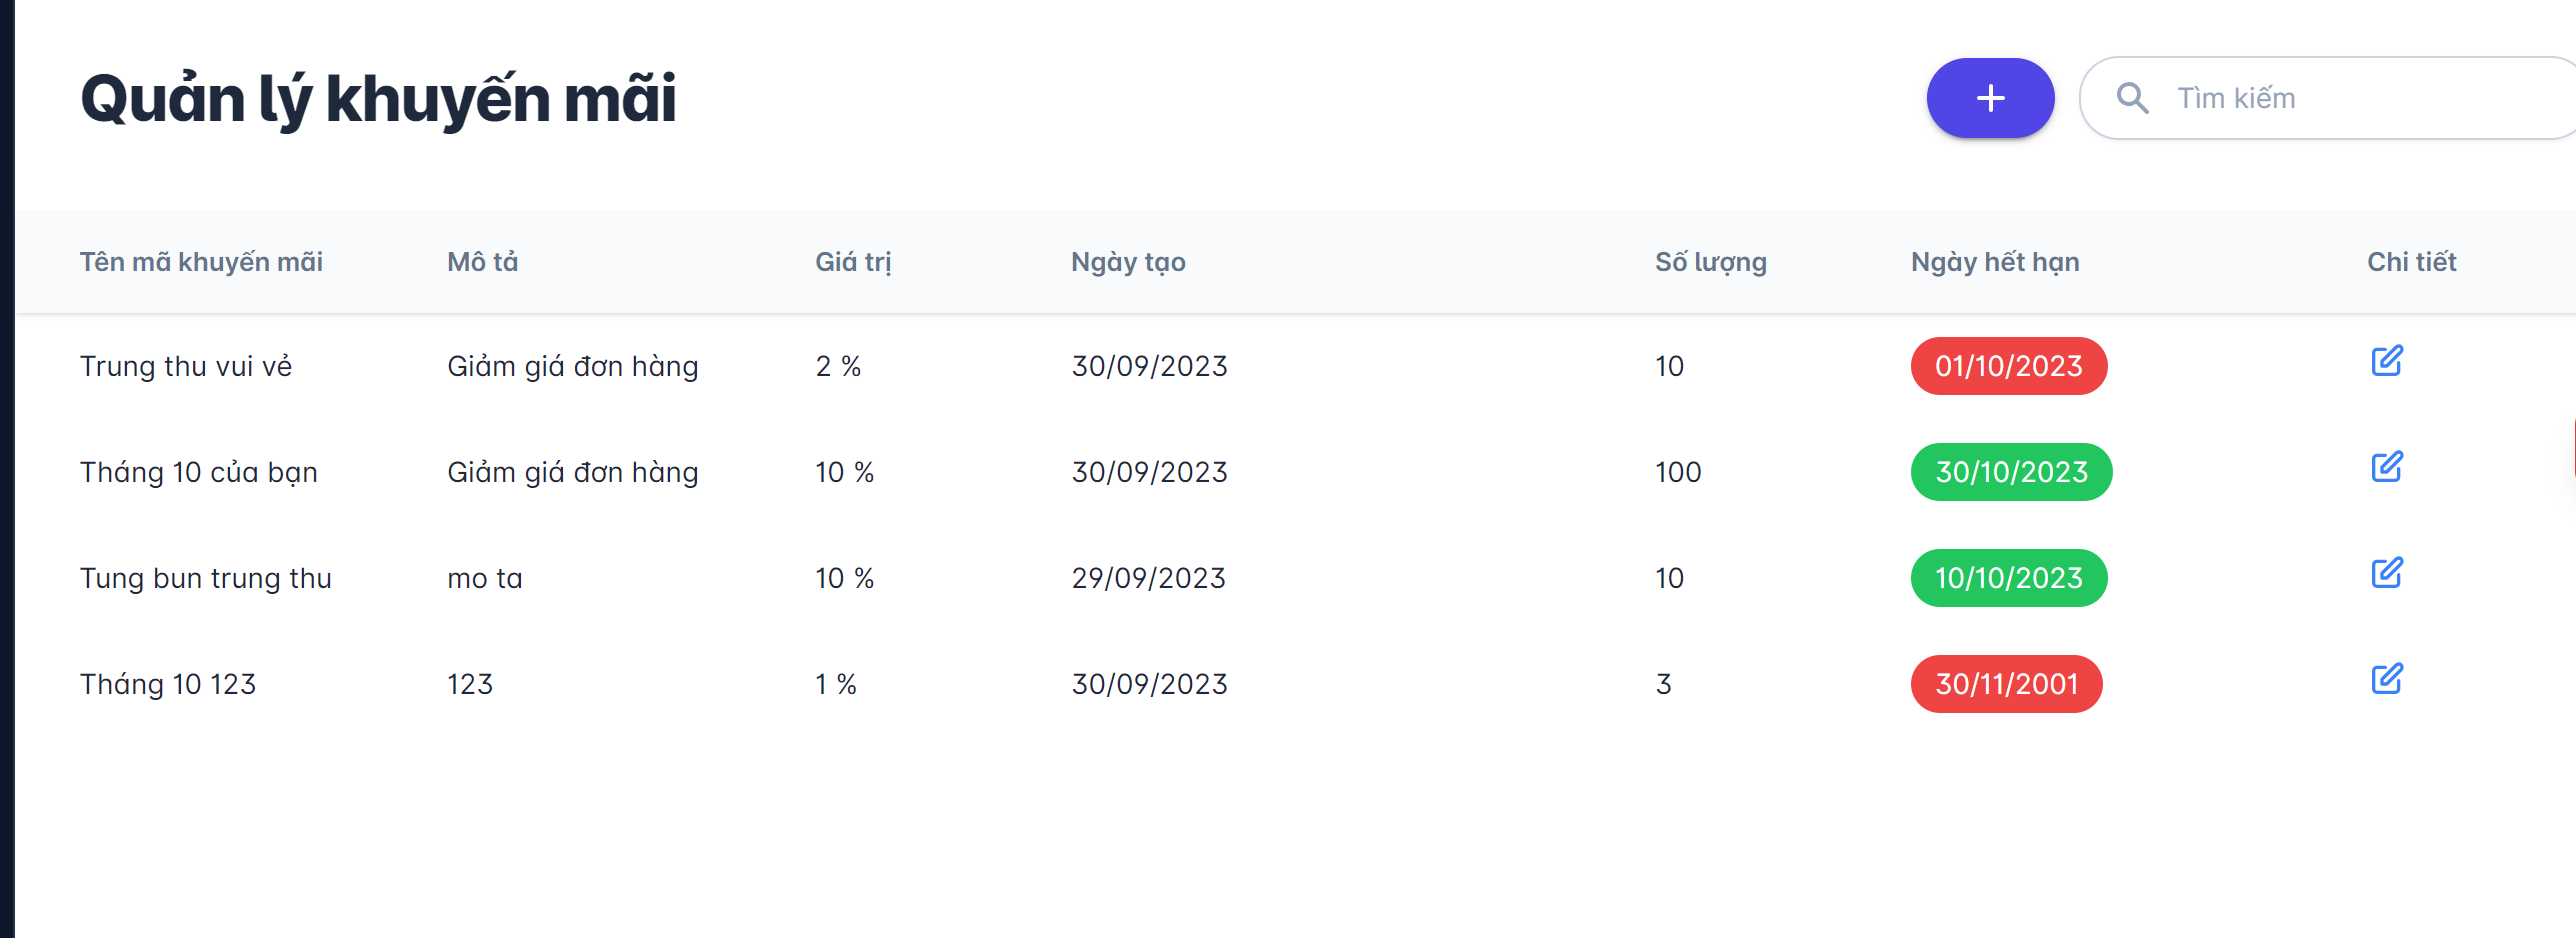 Quản lý khuyến mãi
Tìm kiếm
Tên mã khuyến mãi Mô tả Giá trị Ngày tạo Số lượng Ngày hết hạn Chi tiết
Trung thu vui vẻ Giảm giá đơn hàng 2 % 30/09/2023 10 01/10/2023
Tháng 10 của bạn Giảm giá đơn hàng 10 % 30/09/2023 100 30/10/2023
Tung bun trung thu mo ta 10 % 29/09/2023 10 10/10/2023
Tháng 10 123 123 1 % 30/09/2023 3 30/11/2001